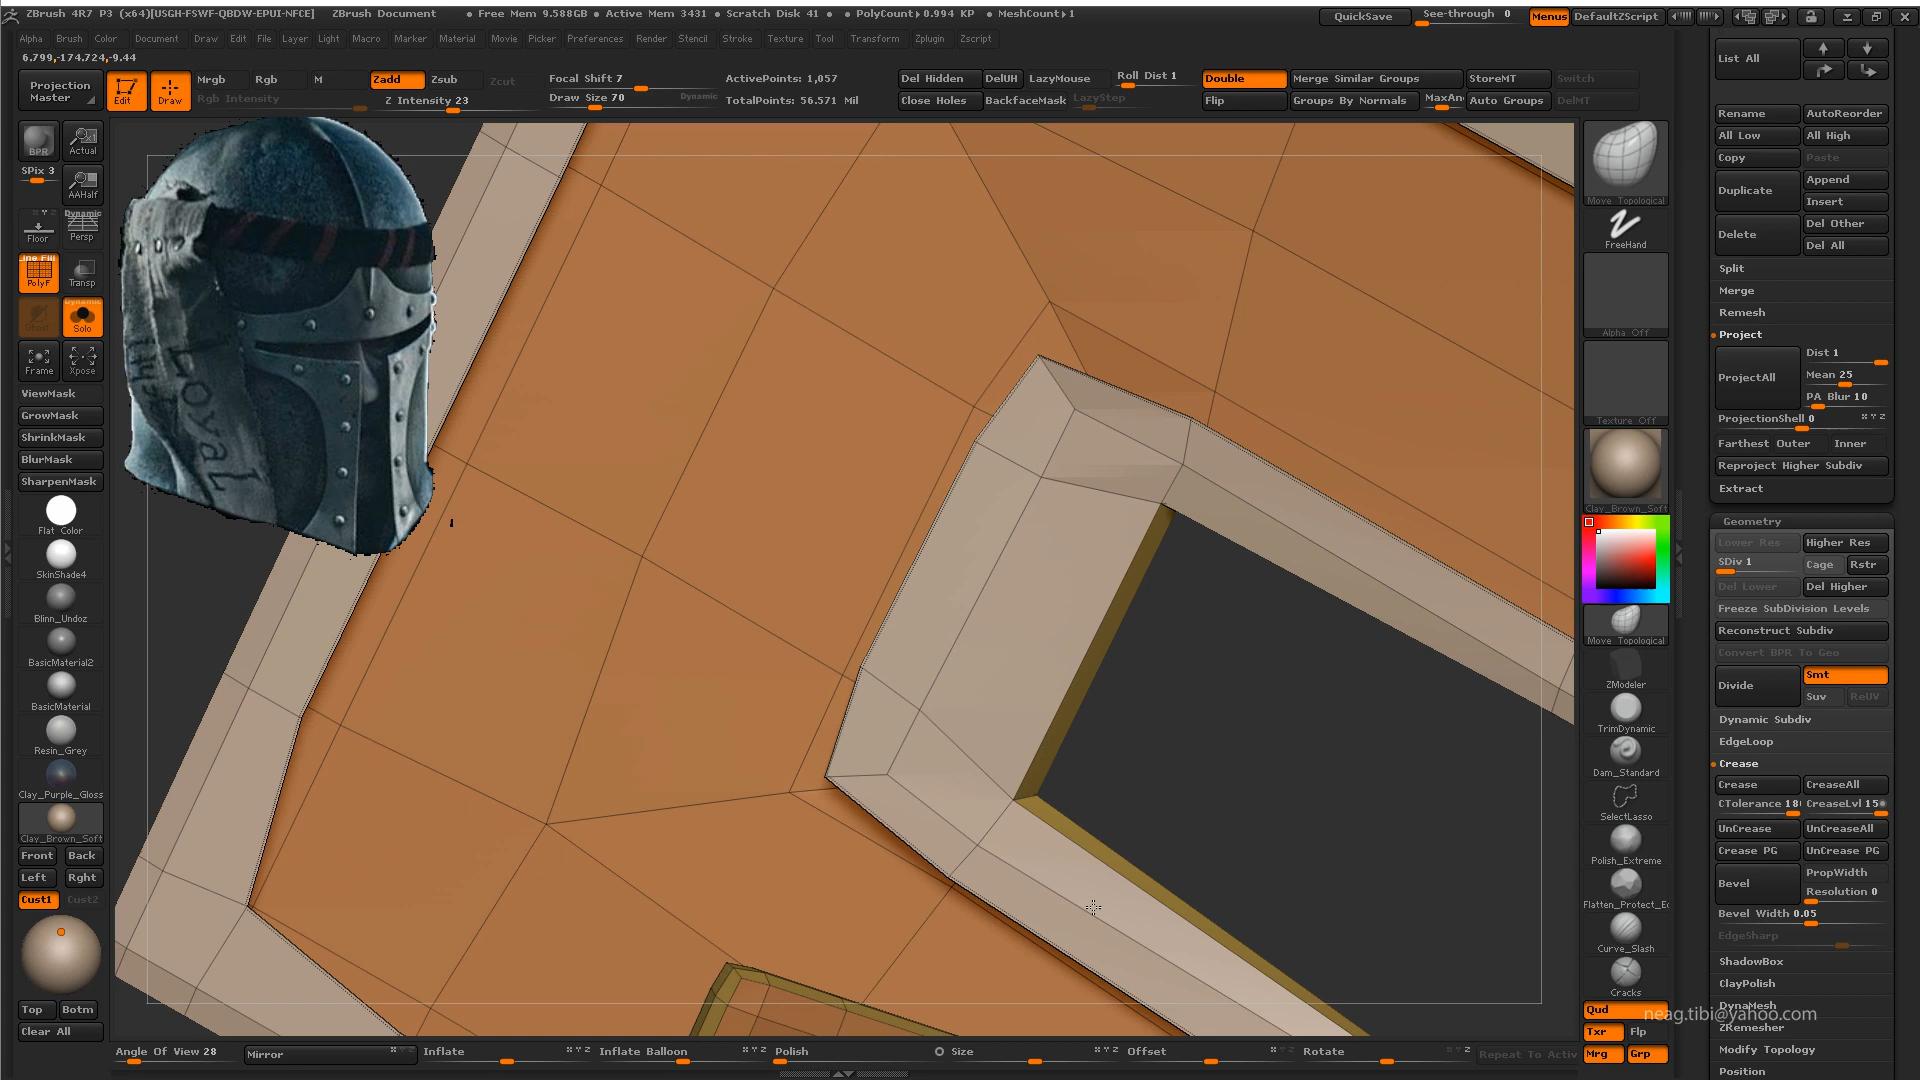 ZBrush 4R7 P3 (x64)[USGH-FSWF-QBDW-EPUI-NFCE] ZBrush Document • Free Mem 9.588GB • Active Mem 3431 • Scratch Disk 41 • • PolyCount▸0.994 KP • MeshCount▸1 QuickSave See-through 0 Menus DefaultZScript
Alpha Brush Color Document Draw Edit File Layer Light Macro Marker Material Movie Picker Preferences Render Stencil Stroke Texture Tool Transform Zplugin Zscript
6.799,-174.724,-9.44
Projection Master Edit Draw
Mrgb Rgb M Zadd Zsub Zcut Focal Shift 7 ActivePoints: 1,057 Del Hidden DelUH LazyMouse Roll Dist 1 Double Merge Similar Groups StoreMT Switch
Rgb Intensity Z Intensity 23 Draw Size 70 Dynamic TotalPoints: 56.571 Mil Close Holes BackfaceMask LazyStep Flip Groups By Normals MaxAn Auto Groups DelMT
BPR Actual
SPix 3 AAHalf
Floor Dynamic Persp
Line Fill PolyF Transp
Ghost Dynamic Solo
Frame Xpose
ViewMask
GrowMask
ShrinkMask
BlurMask
SharpenMask
Flat Color
SkinShade4
Blinn_Undoz
BasicMaterial2
BasicMaterial
Resin_Grey
Clay_Purple_Gloss
Clay_Brown_Soft
Front Back
Left Rght
Cust1 Cust2
Top Botm
Clear All
LOYAL
Move Topological
FreeHand
Alpha Off
Texture Off
Clay_Brown_Soft
Move Topological
ZModeler
TrimDynamic
Dam_Standard
SelectLasso
Polish_Extreme
Flatten_Protect_Ec
Curve_Slash
Cracks
Qud
Txr Flp
Mrg Grp
List All
Rename AutoReorder
All Low All High
Copy Paste
Duplicate Append
Insert
Delete Del Other
Del All
Split
Merge
Remesh
Project
ProjectAll Dist 1
Mean 25
PA Blur 10
ProjectionShell 0 X Y Z
Farthest Outer Inner
Reproject Higher Subdiv
Extract
Geometry
Lower Res Higher Res
SDiv 1 Cage Rstr
Del Lower Del Higher
Freeze SubDivision Levels
Reconstruct Subdiv
Convert BPR To Geo
Divide Smt
Suv ReUV
Dynamic Subdiv
EdgeLoop
Crease
Crease CreaseAll
CTolerance 18 CreaseLvl 15
UnCrease UnCreaseAll
Crease PG UnCrease PG
Bevel PropWidth
Resolution 0
Bevel Width 0.05
EdgeSharp
ShadowBox
ClayPolish
DynaMesh
neag.tibi@yahoo.com
ZRemesher
Modify Topology
Position
Angle Of View 28 Mirror Inflate Inflate Balloon Polish Size Offset Rotate Repeat To Activ